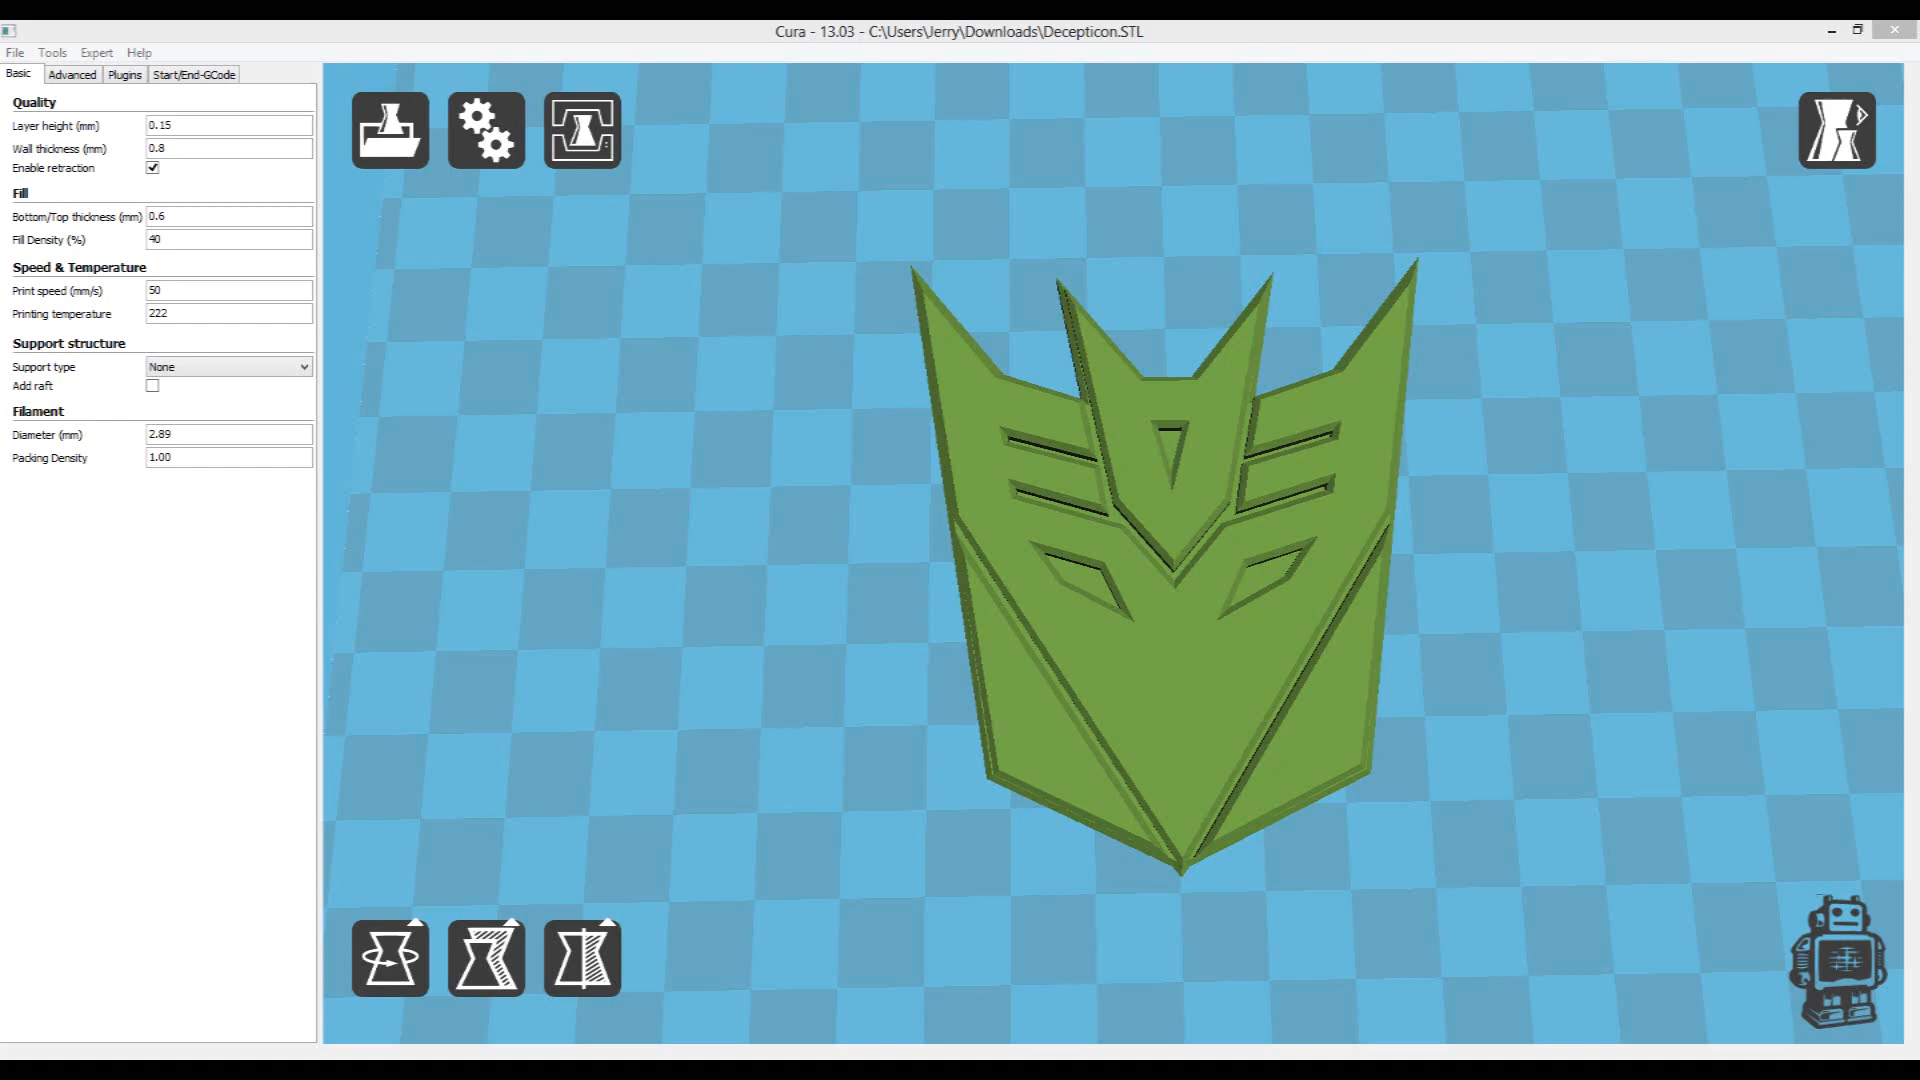 Cura - 13.03 - C:\Users\Jerry\Downloads\Decepticon.STL
File Tools Expert Help
Basic Advanced Plugins Start/End-GCode
Quality
Layer height (mm) 0.15
Wall thickness (mm) 0.8
Enable retraction
Fill
Bottom/Top thickness (mm) 0.6
Fill Density (%) 40
Speed & Temperature
Print speed (mm/s) 50
Printing temperature 222
Support structure
Support type None
Add raft
Filament
Diameter (mm) 2.89
Packing Density 1.00